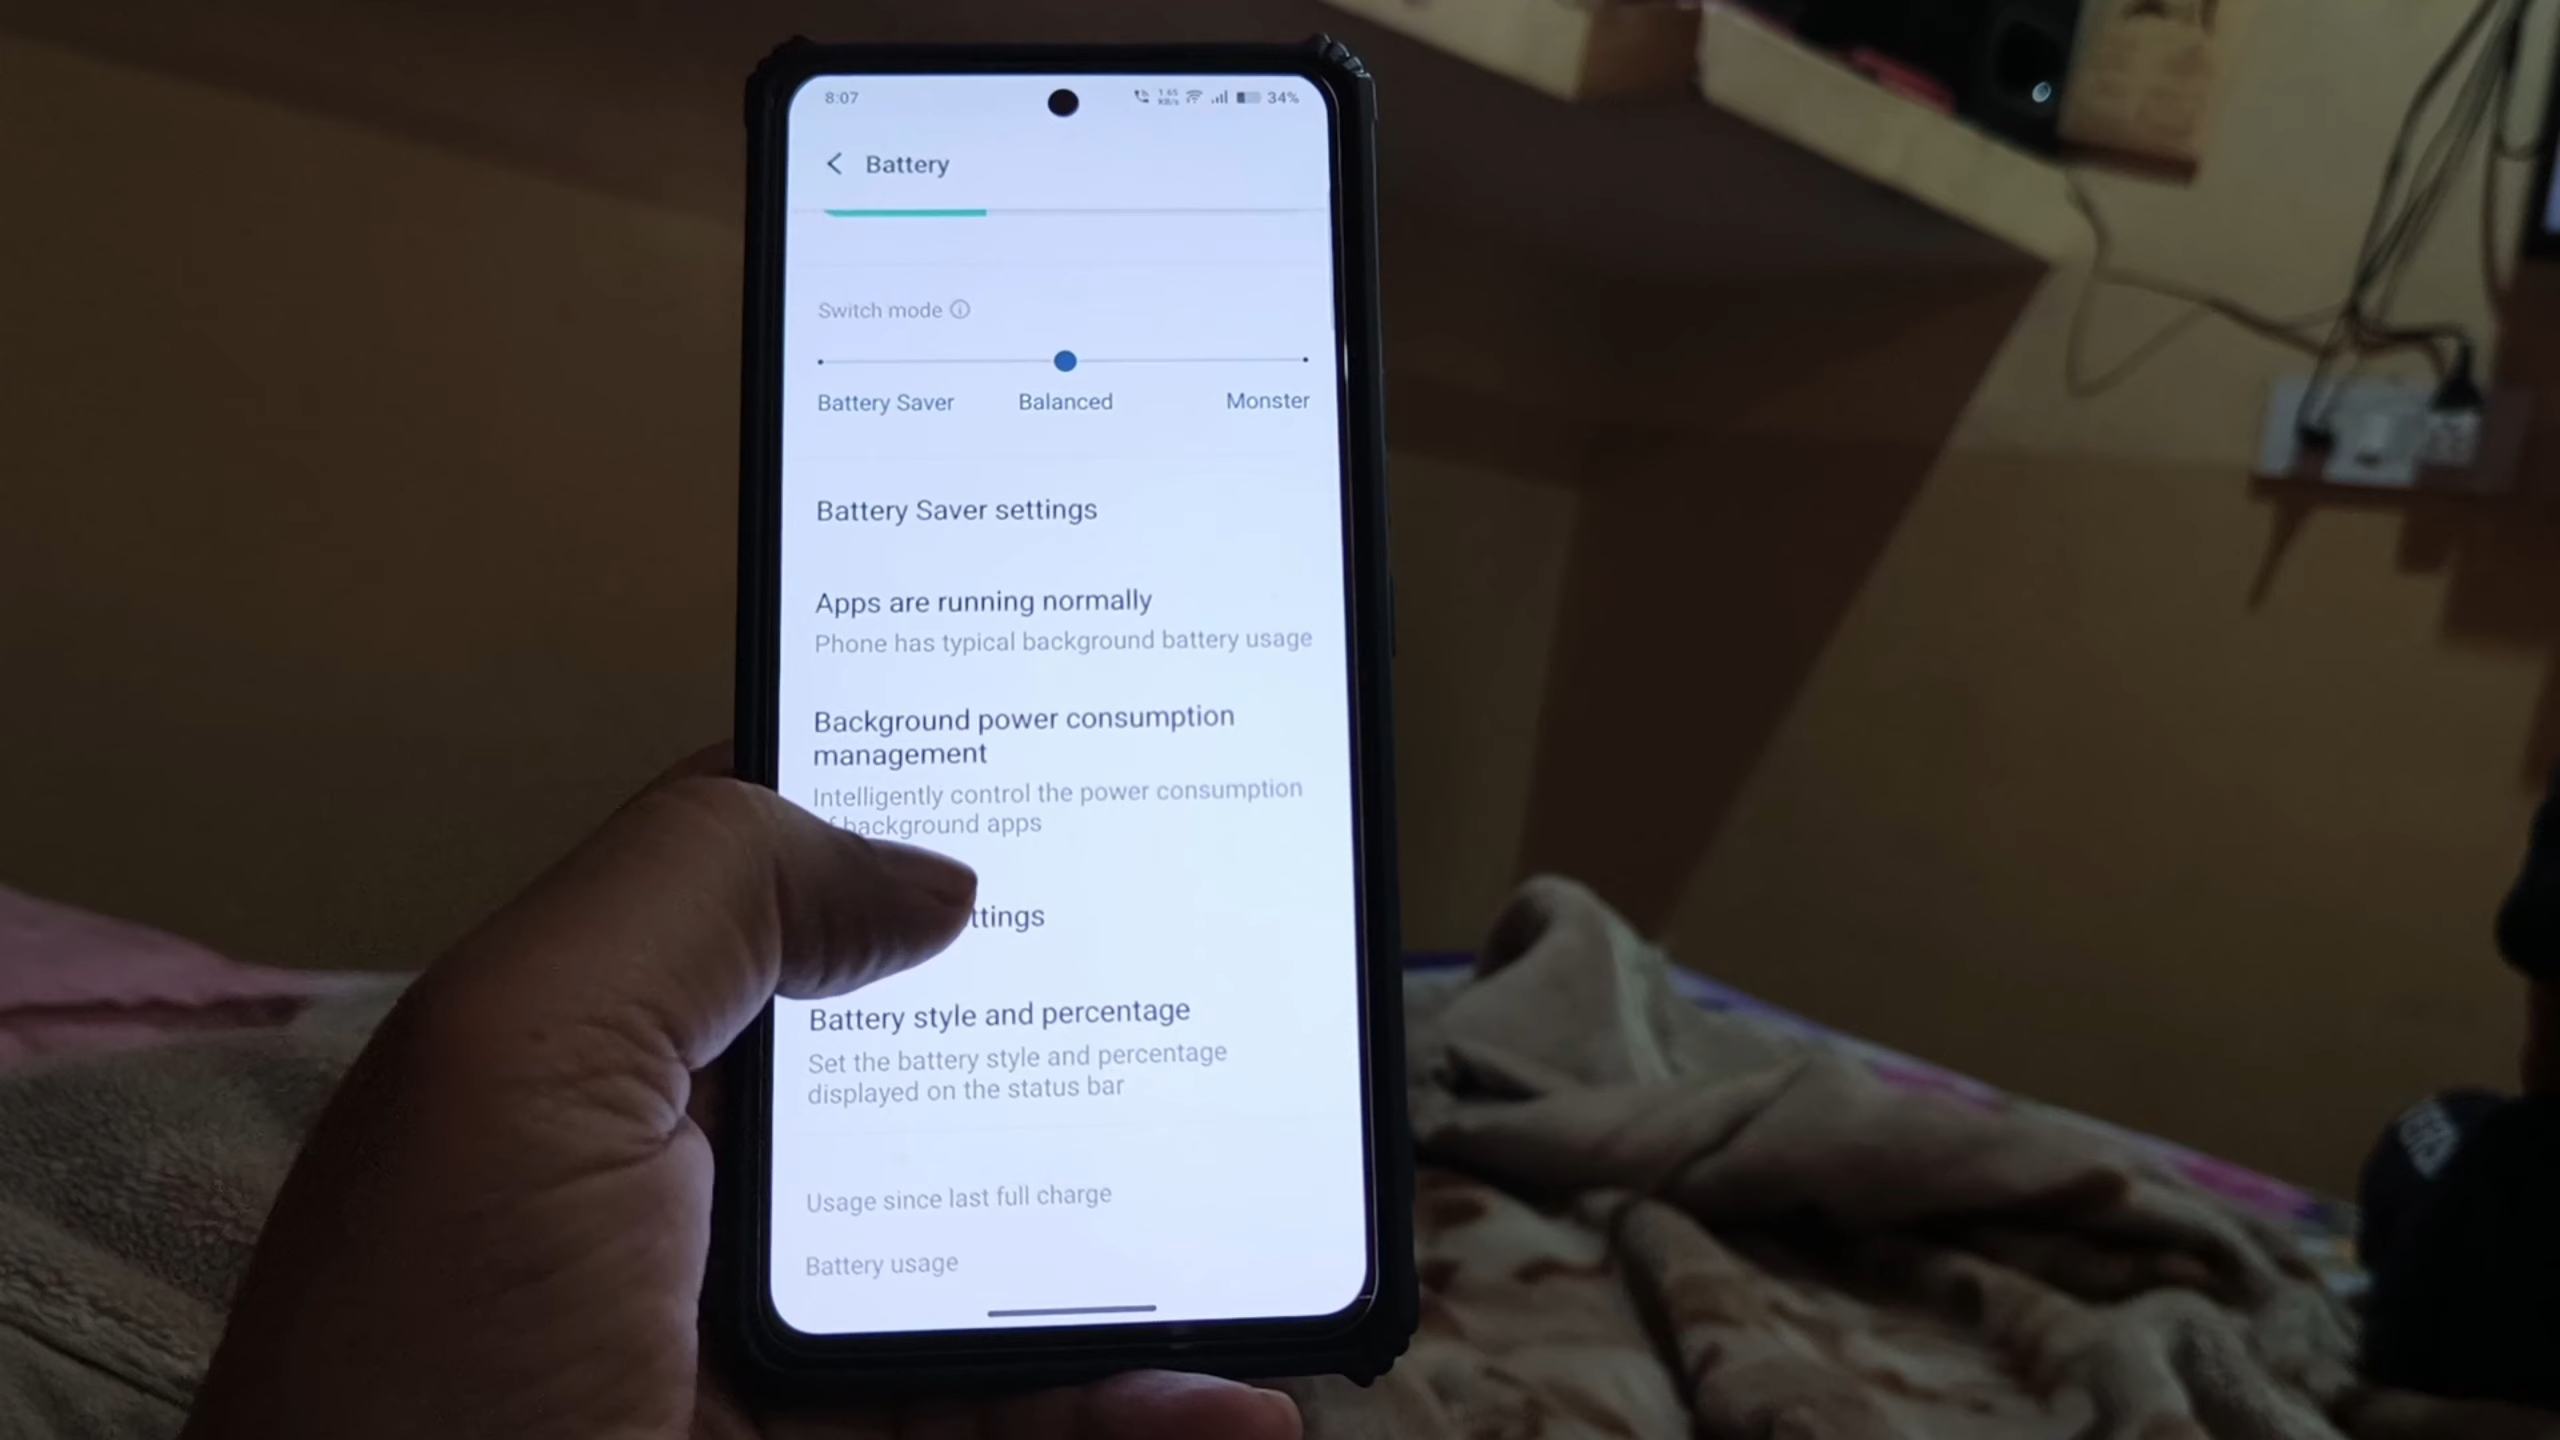 8:07
1.65
KB/s
34%
Battery
Switch mode
Battery Saver
Balanced
Monster
Battery Saver settings
Apps are running normally
Phone has typical background battery usage
Background power consumption
management
Intelligently control the power consumption
background apps
ttings
Battery style and percentage
Set the battery style and percentage
displayed on the status bar
Usage since last full charge
Battery usage